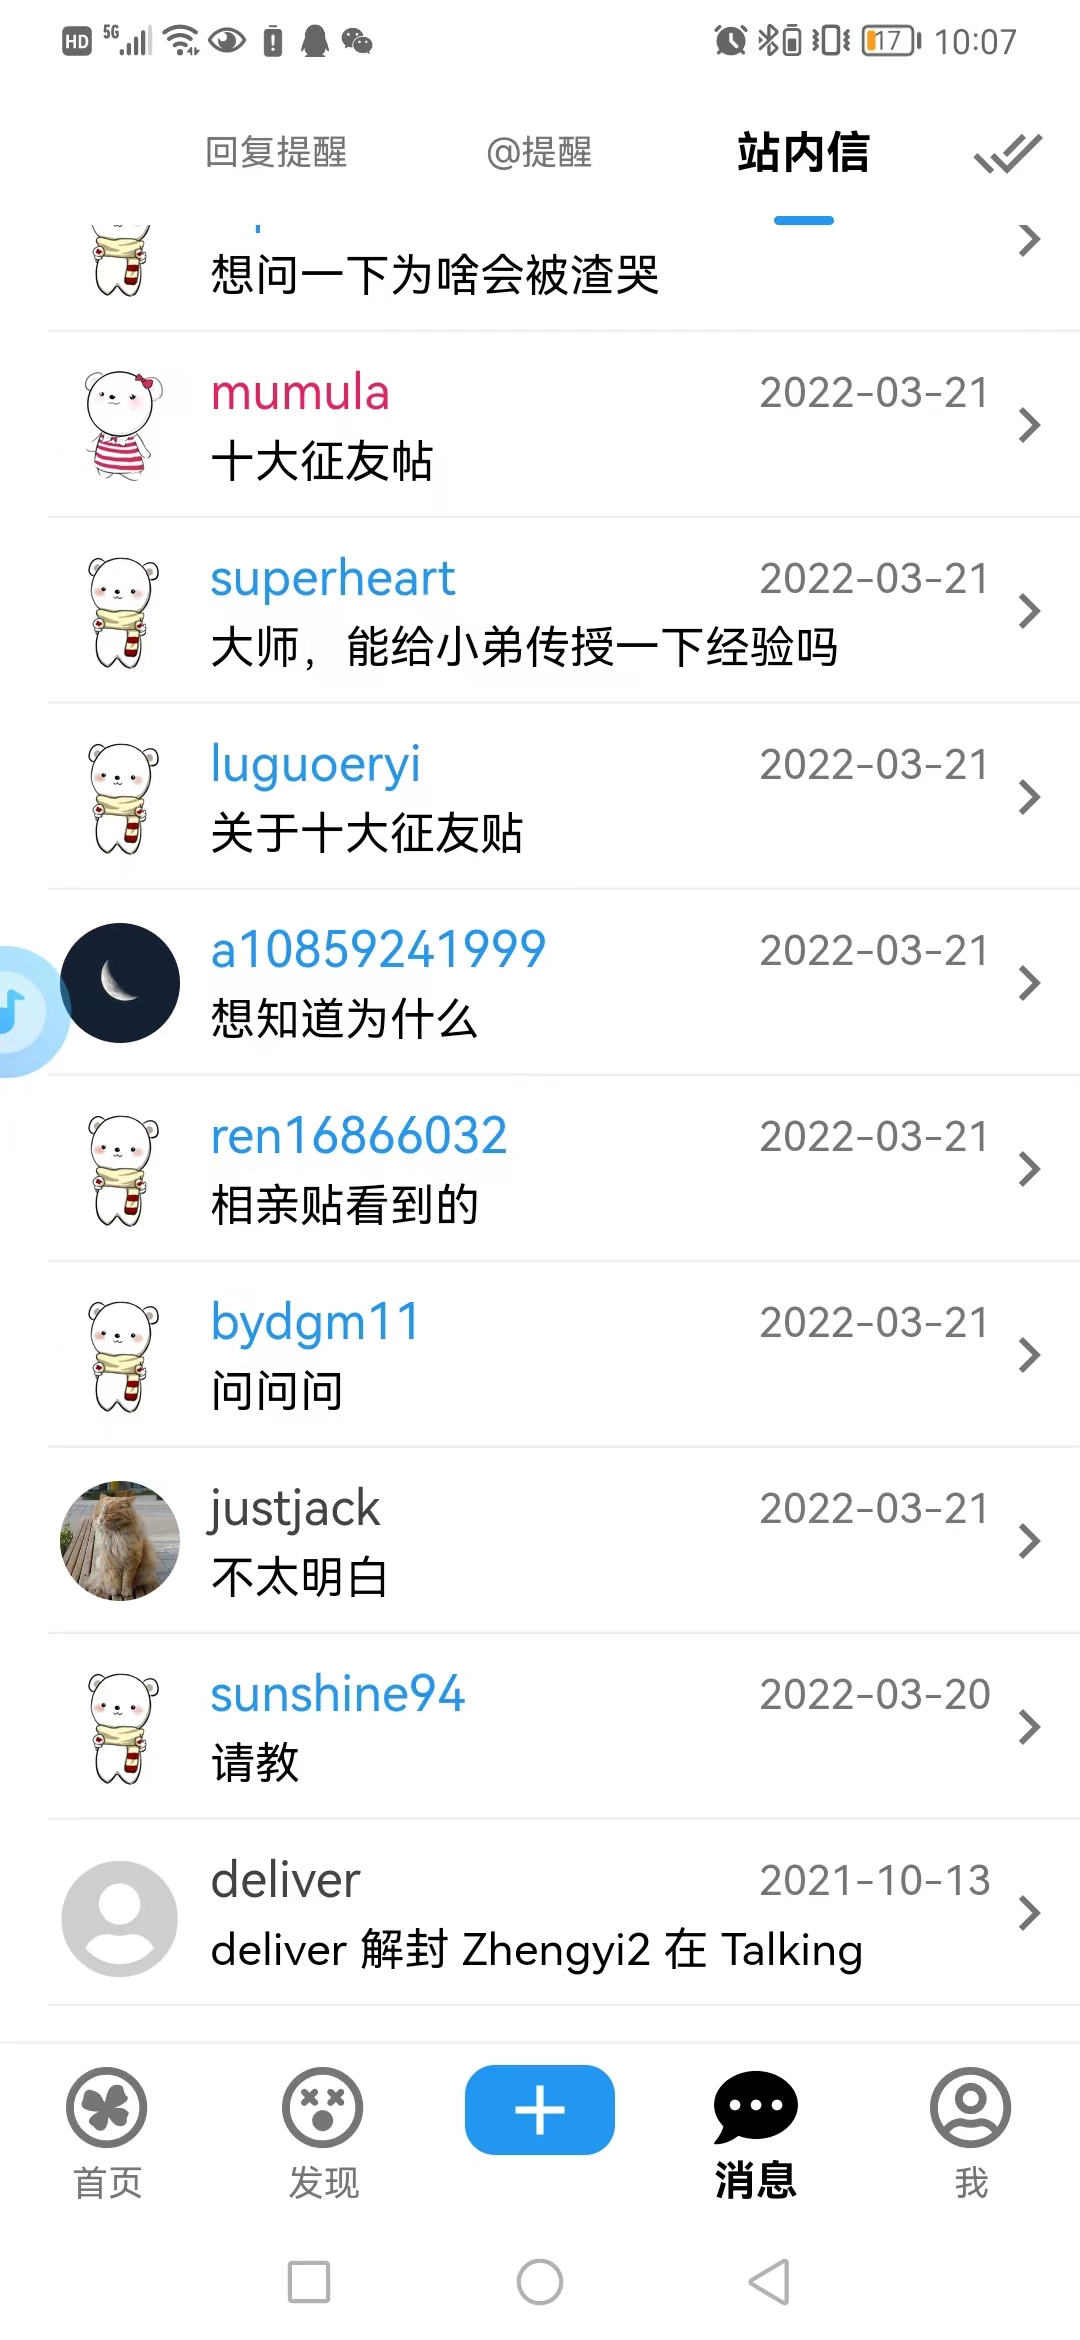 HD 5G 17 10:07
回复提醒 @提醒 站内信
想问一下为啥会被渣哭
mumula 2022-03-21
十大征友帖
superheart 2022-03-21
大师，能给小弟传授一下经验吗
luguoeryi 2022-03-21
关于十大征友贴
a10859241999 2022-03-21
想知道为什么
ren16866032 2022-03-21
相亲贴看到的
bydgm11 2022-03-21
问问问
justjack 2022-03-21
不太明白
sunshine94 2022-03-20
请教
deliver 2021-10-13
deliver 解封 Zhengyi2 在 Talking
首页 发现 消息 我